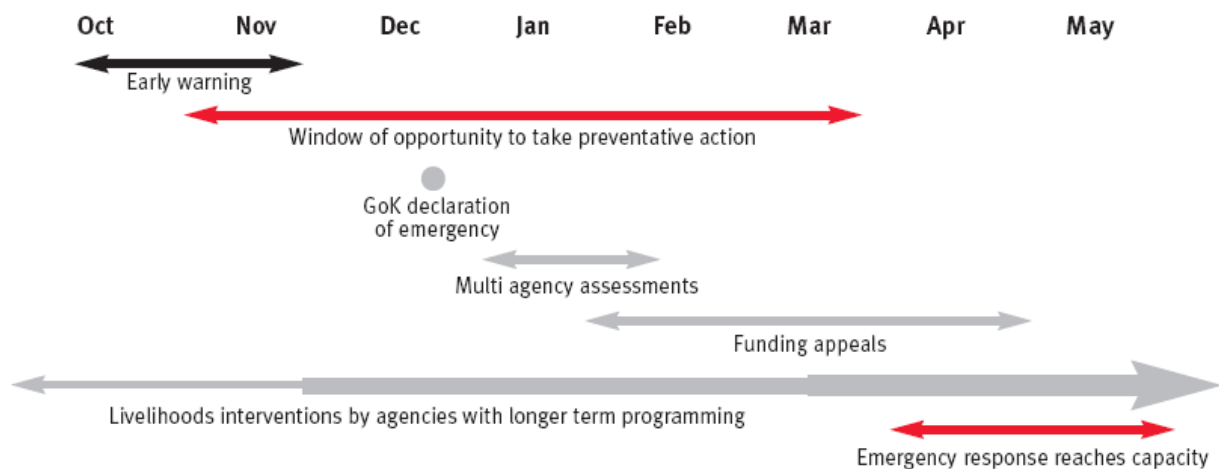 Oct Nov Dec Jan Feb Mar Apr May
Early warning
Window of opportunity to take preventative action
GoK declaration
of emergency
Multi agency assessments
Funding appeals
Livelihoods interventions by agencies with longer term programming
Emergency response reaches capacity